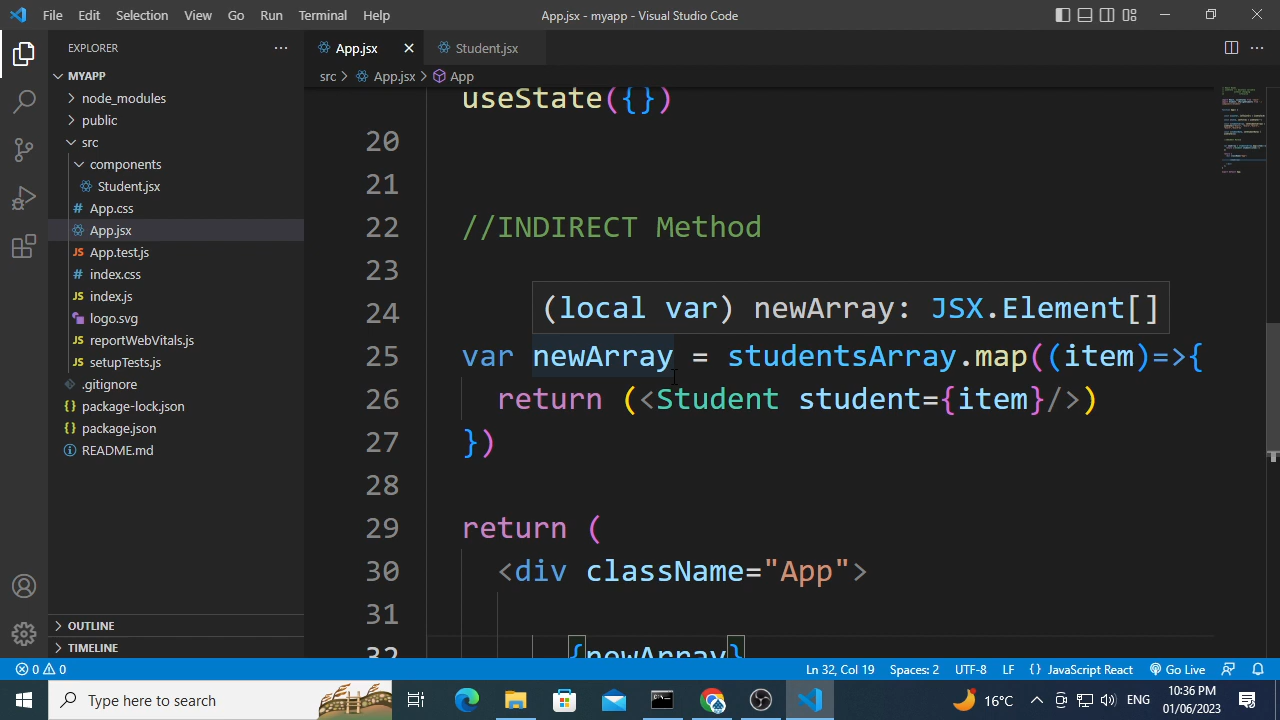 File Edit Selection View Go Run Terminal Help
App.jsx - myapp - Visual Studio Code
EXPLORER
MYAPP
node_modules
public
src
components
Student.jsx
App.css
App.jsx
App.test.js
index.css
index.js
logo.svg
reportWebVitals.js
setupTests.js
.gitignore
package-lock.json
package.json
README.md
OUTLINE
TIMELINE
App.jsx
Student.jsx
src > App.jsx > App
useState({})
20
21
22 //INDIRECT Method
23
(local var) newArray: JSX.Element[]
24
25 var newArray = studentsArray.map((item)=>{
26 return (<Student student={item}/>)
27 })
28
29 return (
30 <div className="App">
31
32 {newArray}
0 0
Ln 32, Col 19 Spaces: 2 UTF-8 LF {} JavaScript React Go Live
Type here to search
16°C ENG
10:36 PM
01/06/2023